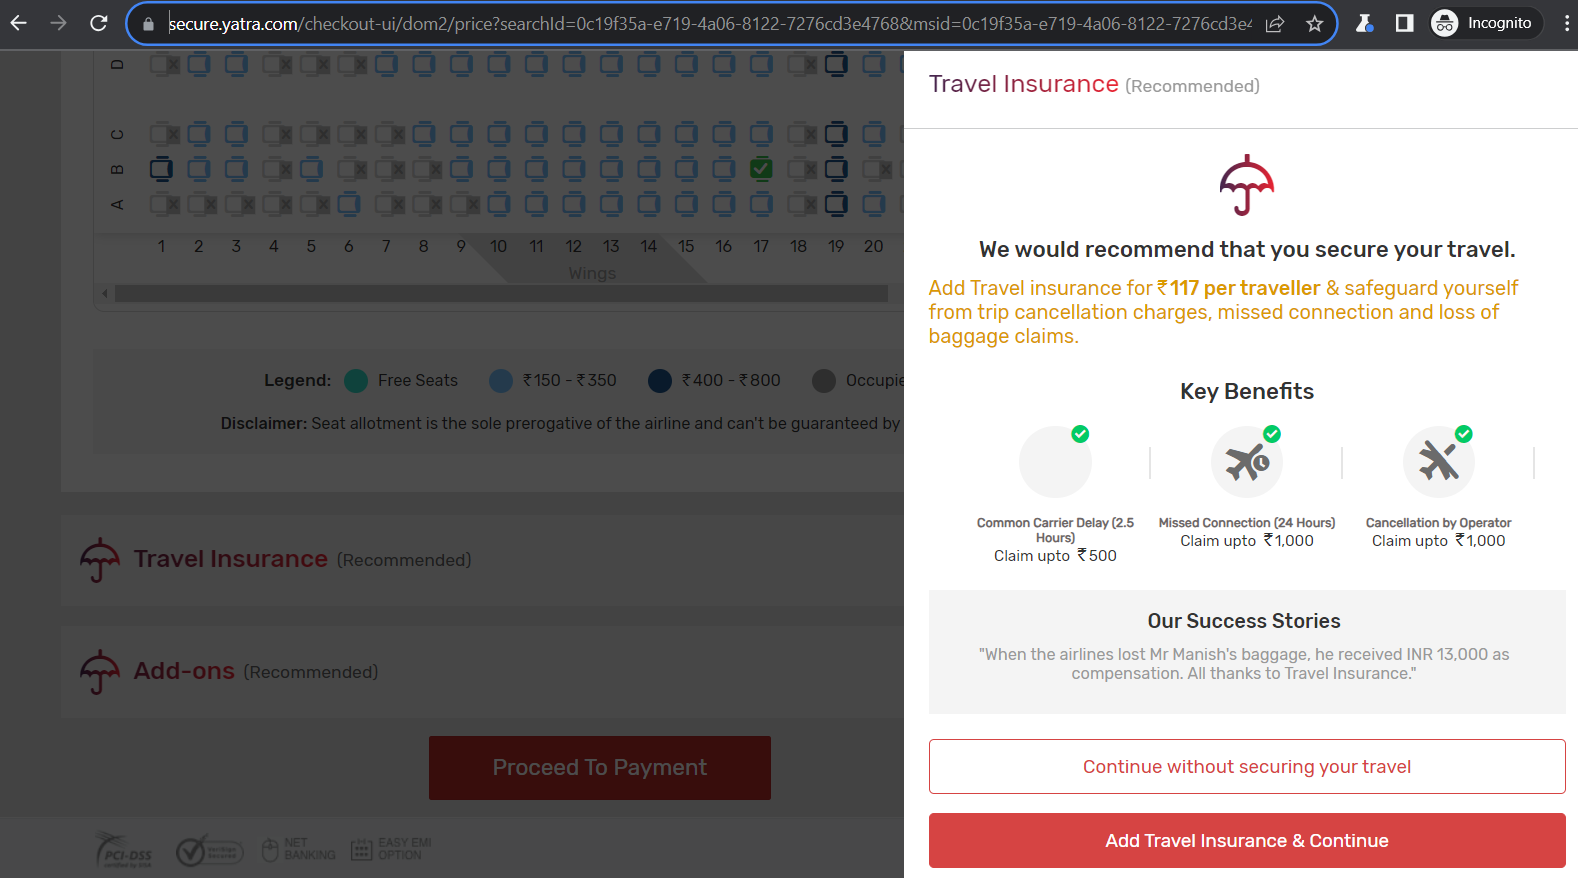 secure.yatra.com/checkout-ui/dom2/price?searchId=0c19f35a-e719-4a06-8122-7276cd3e4768&msid=0c19f35a-e719-4a06-8122-7276cd3e4
Incognito
D
C
B
A
1 2 3 4 5 6 7 8 9 10 11 12 13 14 15 16 17 18 19 20
Wings
Legend: Free Seats ₹150 - ₹350 ₹400 - ₹800 Occupie
Disclaimer: Seat allotment is the sole prerogative of the airline and can't be guaranteed by
Travel Insurance (Recommended)
Add-ons (Recommended)
Proceed To Payment
PCI-DSS
NET
BANKING
EASY EMI
OPTION
Travel Insurance (Recommended)
We would recommend that you secure your travel.
Add Travel insurance for ₹117 per traveller & safeguard yourself
from trip cancellation charges, missed connection and loss of
baggage claims.
Key Benefits
Common Carrier Delay (2.5
Hours)
Claim upto ₹500
Missed Connection (24 Hours)
Claim upto ₹1,000
Cancellation by Operator
Claim upto ₹1,000
Our Success Stories
"When the airlines lost Mr Manish's baggage, he received INR 13,000 as
compensation. All thanks to Travel Insurance."
Continue without securing your travel
Add Travel Insurance & Continue